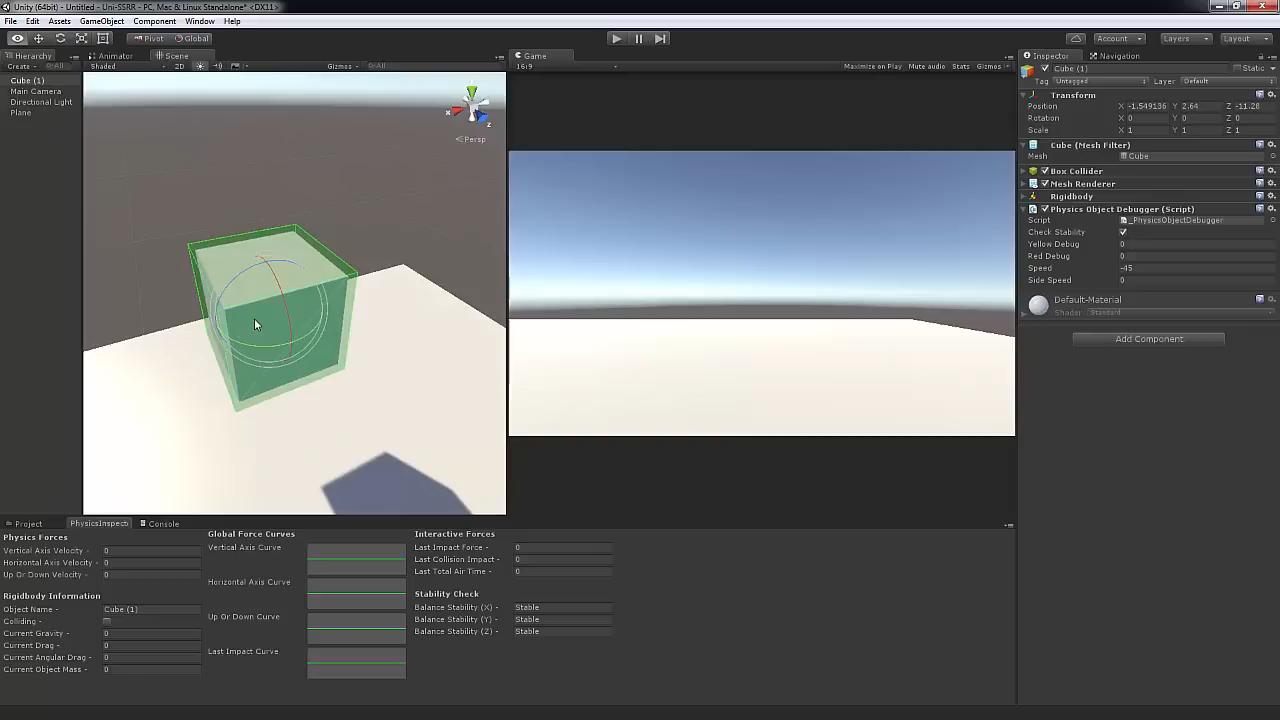 Unity (64bit) - Untitled - Uni-SSRR - PC, Mac & Linux Standalone* <DX11>
File Edit Assets GameObject Component Window Help
Pivot Global Account Layers Layout
Hierarchy Animator Scene Game Inspector Navigation
Create All Shaded 2D Gizmos All 16:9 Maximize on Play Mute audio Stats Gizmos
Cube (1)
Main Camera
Directional Light
Plane
x
z
Persp
Cube (1) Static
Tag Untagged Layer Default
Transform
Position X -1.549136 Y 2.64 Z -11.28
Rotation X 0 Y 0 Z 0
Scale X 1 Y 1 Z 1
Cube (Mesh Filter)
Mesh Cube
Box Collider
Mesh Renderer
Rigidbody
Physics Object Debugger (Script)
Script _PhysicsObjectDebugger
Check Stability
Yellow Debug 0
Red Debug 0
Speed -45
Side Speed 0
Default-Material
Shader Standard
Add Component
Project PhysicsInspect Console
Physics Forces
Vertical Axis Velocity - 0
Horizontal Axis Velocity - 0
Up Or Down Velocity - 0
Rigidbody Information
Object Name - Cube (1)
Colliding -
Current Gravity - 0
Current Drag - 0
Current Angular Drag - 0
Current Object Mass - 0
Global Force Curves
Vertical Axis Curve
Horizontal Axis Curve
Up Or Down Curve
Last Impact Curve
Interactive Forces
Last Impact Force - 0
Last Collision Impact - 0
Last Total Air Time - 0
Stability Check
Balance Stability (X) - Stable
Balance Stability (Y) - Stable
Balance Stability (Z) - Stable